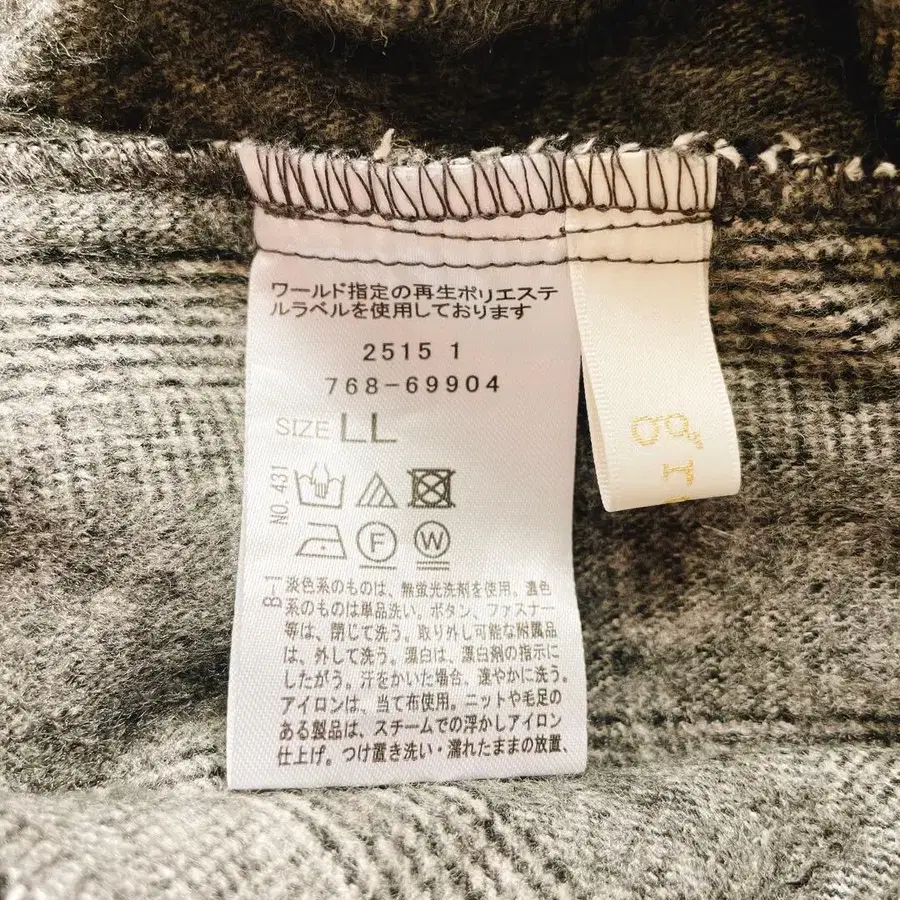 ワールド指定の再生ポリエステ
ルラベルを使用しております
2515 1
768-69904
SIZE LL
NO. 431
F
W
B-1
淡色系のものは、無蛍光洗剤を使用。濃色
系のものは単品洗い。ボタン、ファスナー
等は、閉じて洗う。取り外し可能な附属品
は、外して洗う。漂白は、漂白剤の指示に
したがう。汗をかいた場合、速やかに洗う。
アイロンは、当て布使用。ニットや毛足の
ある製品は、スチームでの浮かしアイロン
仕上げ。つけ置き洗い・濡れたままの放置、